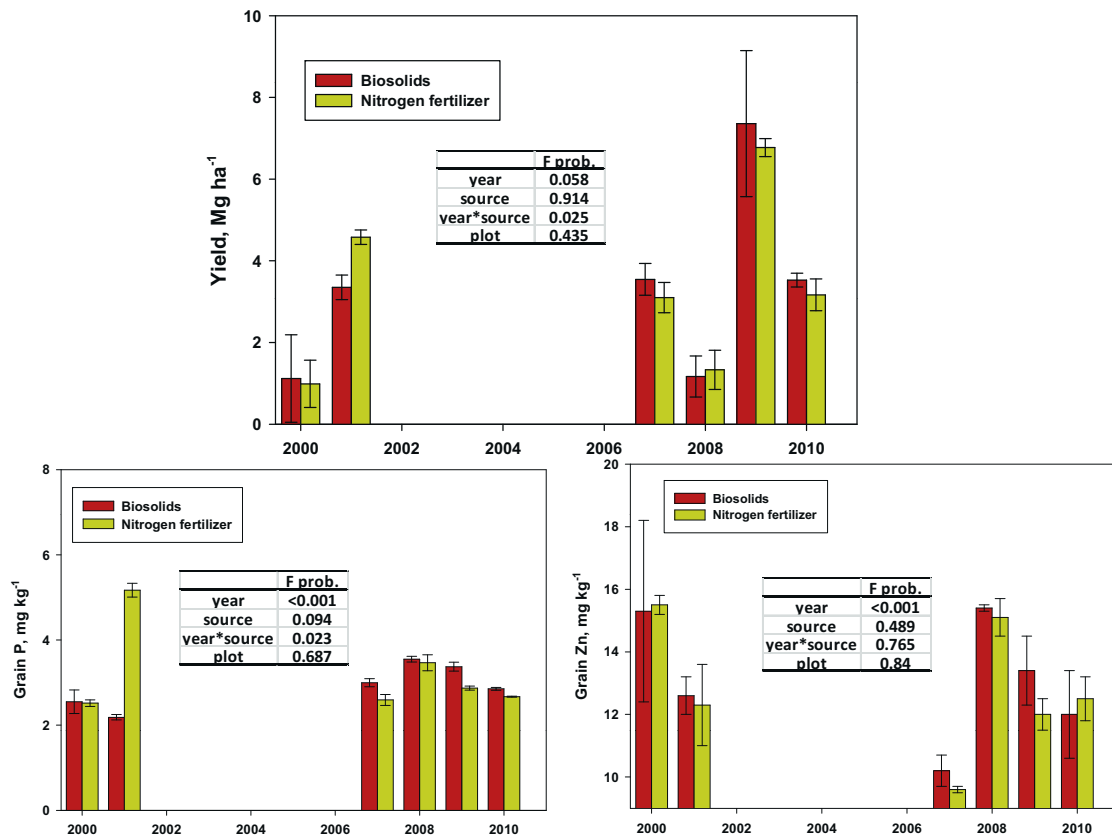 10
8
6
4
2
0
Yield, Mg ha-1
Biosolids
Nitrogen fertilizer
F prob.
year 0.058
source 0.914
year*source 0.025
plot 0.435
2000 2002 2004 2006 2008 2010
8
6
4
2
0
Grain P, mg kg-1
Biosolids
Nitrogen fertilizer
F prob.
year <0.001
source 0.094
year*source 0.023
plot 0.687
2000 2002 2004 2006 2008 2010
20
18
16
14
12
10
Grain Zn, mg kg-1
Biosolids
Nitrogen fertilizer
F prob.
year <0.001
source 0.489
year*source 0.765
plot 0.84
2000 2002 2004 2006 2008 2010